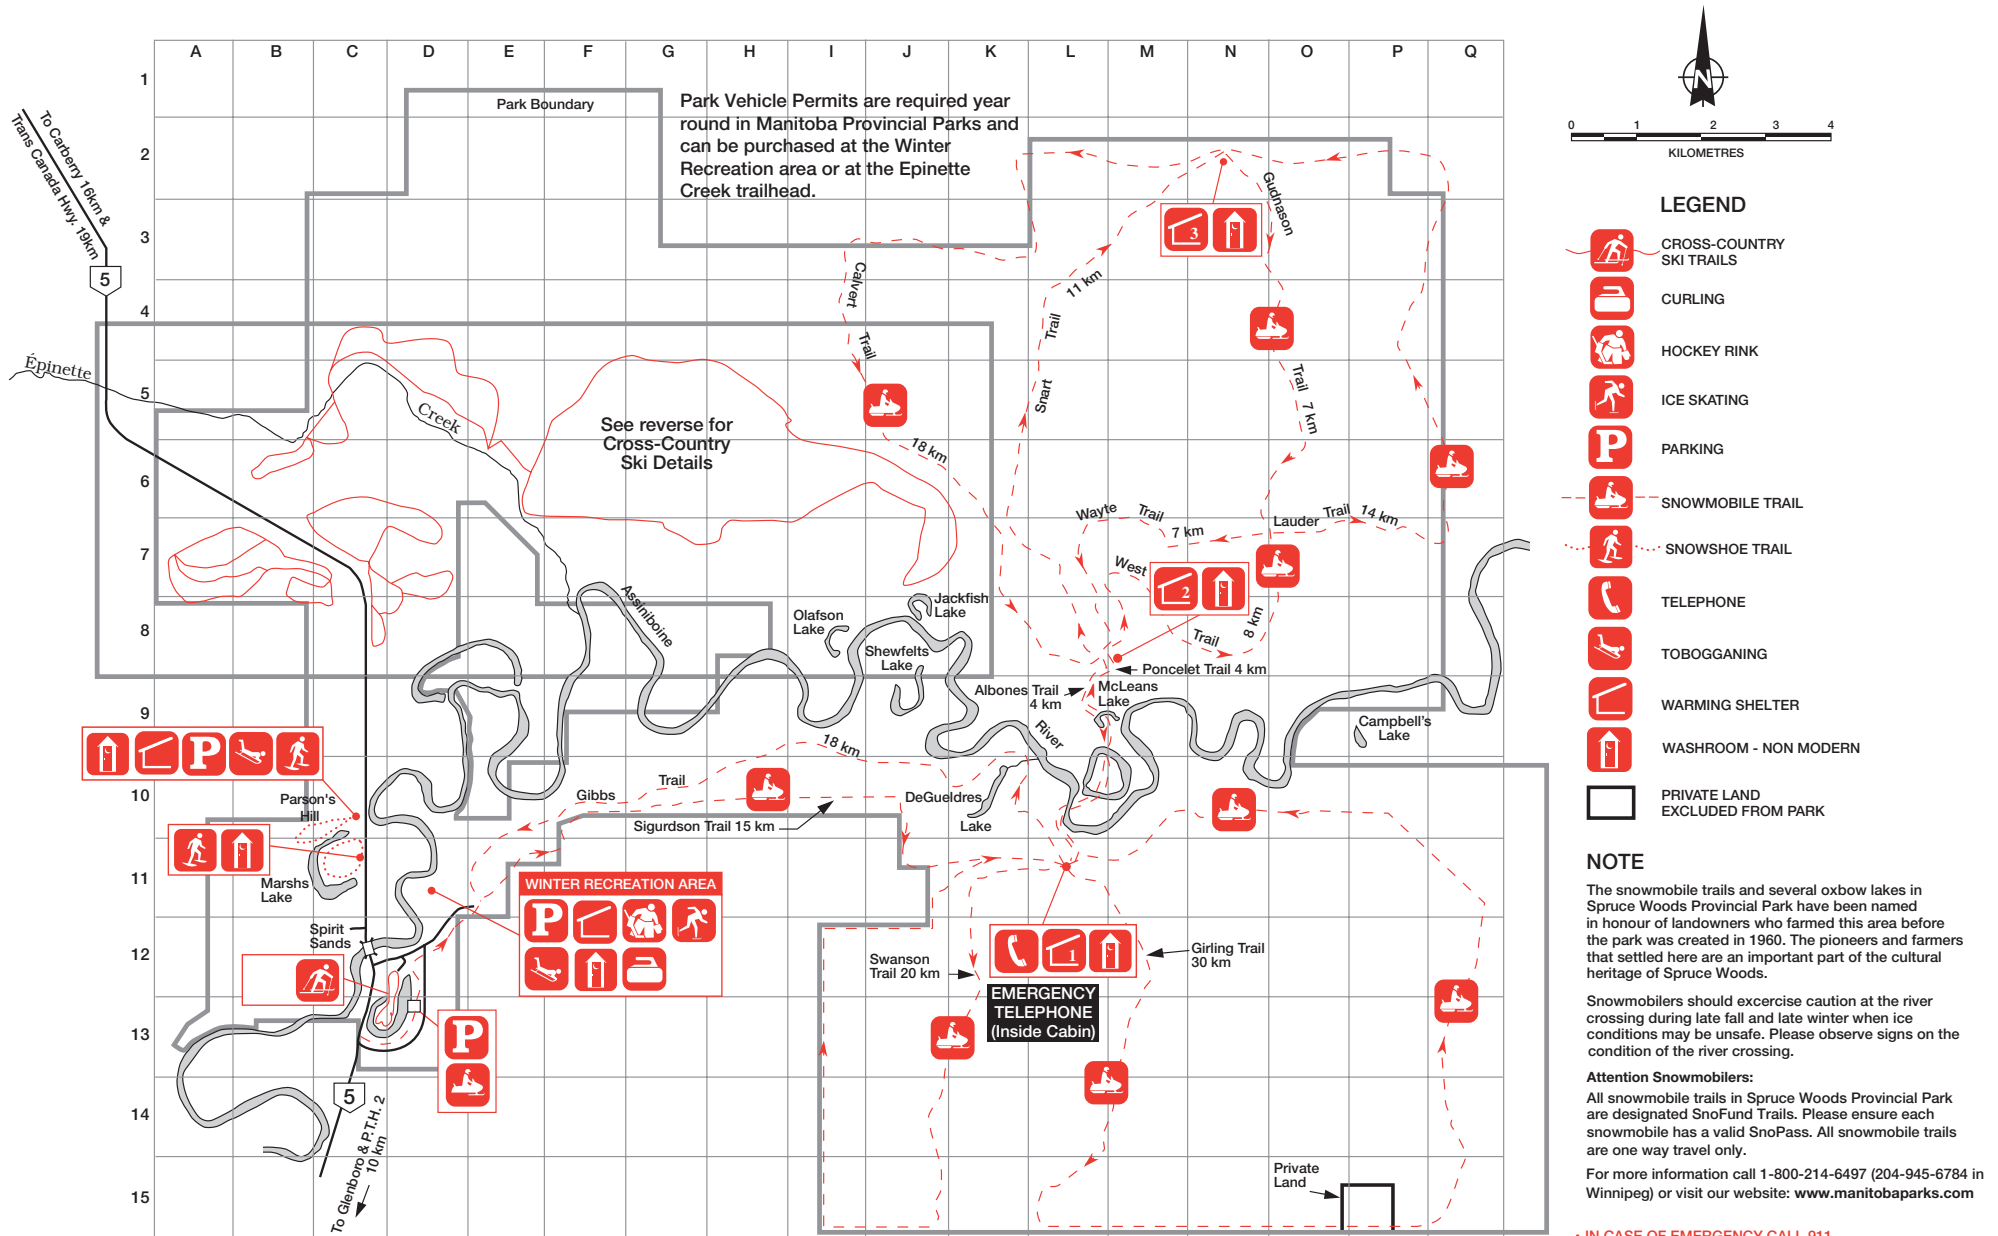 A B C D E F G H I J K L M N O P Q
1
2
3
4
5
6
7
8
9
10
11
12
13
14
15
Park Boundary
Park Vehicle Permits are required year
round in Manitoba Provincial Parks and
can be purchased at the Winter
Recreation area or at the Epinette
Creek trailhead.
To Carberry 16km &
Trans Canada Hwy. 19km
5
Épinette
Creek
See reverse for
Cross-Country
Ski Details
Calvert
Trail
18 km
Snart
Trail
11 km
3
Gudnason
Trail
7 km
Wayte
Trail
7 km
Lauder
Trail
14 km
West
2
Trail
8 km
Poncelet Trail 4 km
Albones Trail
4 km
McLeans
Lake
Assiniboine
Olafson
Lake
Jackfish
Lake
Shewfelts
Lake
River
Campbell's
Lake
18 km
Trail
Gibbs
DeGueldres
Lake
Sigurdson Trail 15 km
P
Parson's
Hill
Marshs
Lake
Spirit
Sands
WINTER RECREATION AREA
P
Swanson
Trail 20 km
1
Girling Trail
30 km
EMERGENCY
TELEPHONE
(Inside Cabin)
P
5
To Glenboro & P.T.H. 2
10 km
Private
Land
N
0 1 2 3 4
KILOMETRES
LEGEND
CROSS-COUNTRY
SKI TRAILS
CURLING
HOCKEY RINK
ICE SKATING
P
PARKING
SNOWMOBILE TRAIL
SNOWSHOE TRAIL
TELEPHONE
TOBOGGANING
WARMING SHELTER
WASHROOM - NON MODERN
PRIVATE LAND
EXCLUDED FROM PARK
NOTE
The snowmobile trails and several oxbow lakes in
Spruce Woods Provincial Park have been named
in honour of landowners who farmed this area before
the park was created in 1960. The pioneers and farmers
that settled here are an important part of the cultural
heritage of Spruce Woods.
Snowmobilers should excercise caution at the river
crossing during late fall and late winter when ice
conditions may be unsafe. Please observe signs on the
condition of the river crossing.
Attention Snowmobilers:
All snowmobile trails in Spruce Woods Provincial Park
are designated SnoFund Trails. Please ensure each
snowmobile has a valid SnoPass. All snowmobile trails
are one way travel only.
For more information call 1-800-214-6497 (204-945-6784 in
Winnipeg) or visit our website: www.manitobaparks.com
• IN CASE OF EMERGENCY CALL 911